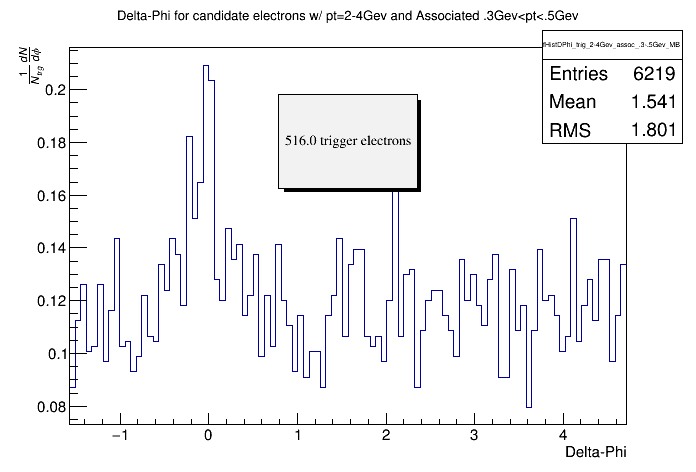 Delta-Phi for candidate electrons w/ pt=2-4Gev and Associated .3Gev<pt<.5Gev
fHistDPhi_trig_2-4Gev_assoc_.3-.5Gev_MB
Entries 6219
Mean 1.541
RMS 1.801
1 dN
N_trg dϕ
516.0 trigger electrons
0.2
0.18
0.16
0.14
0.12
0.1
0.08
−1 0 1 2 3 4
Delta-Phi